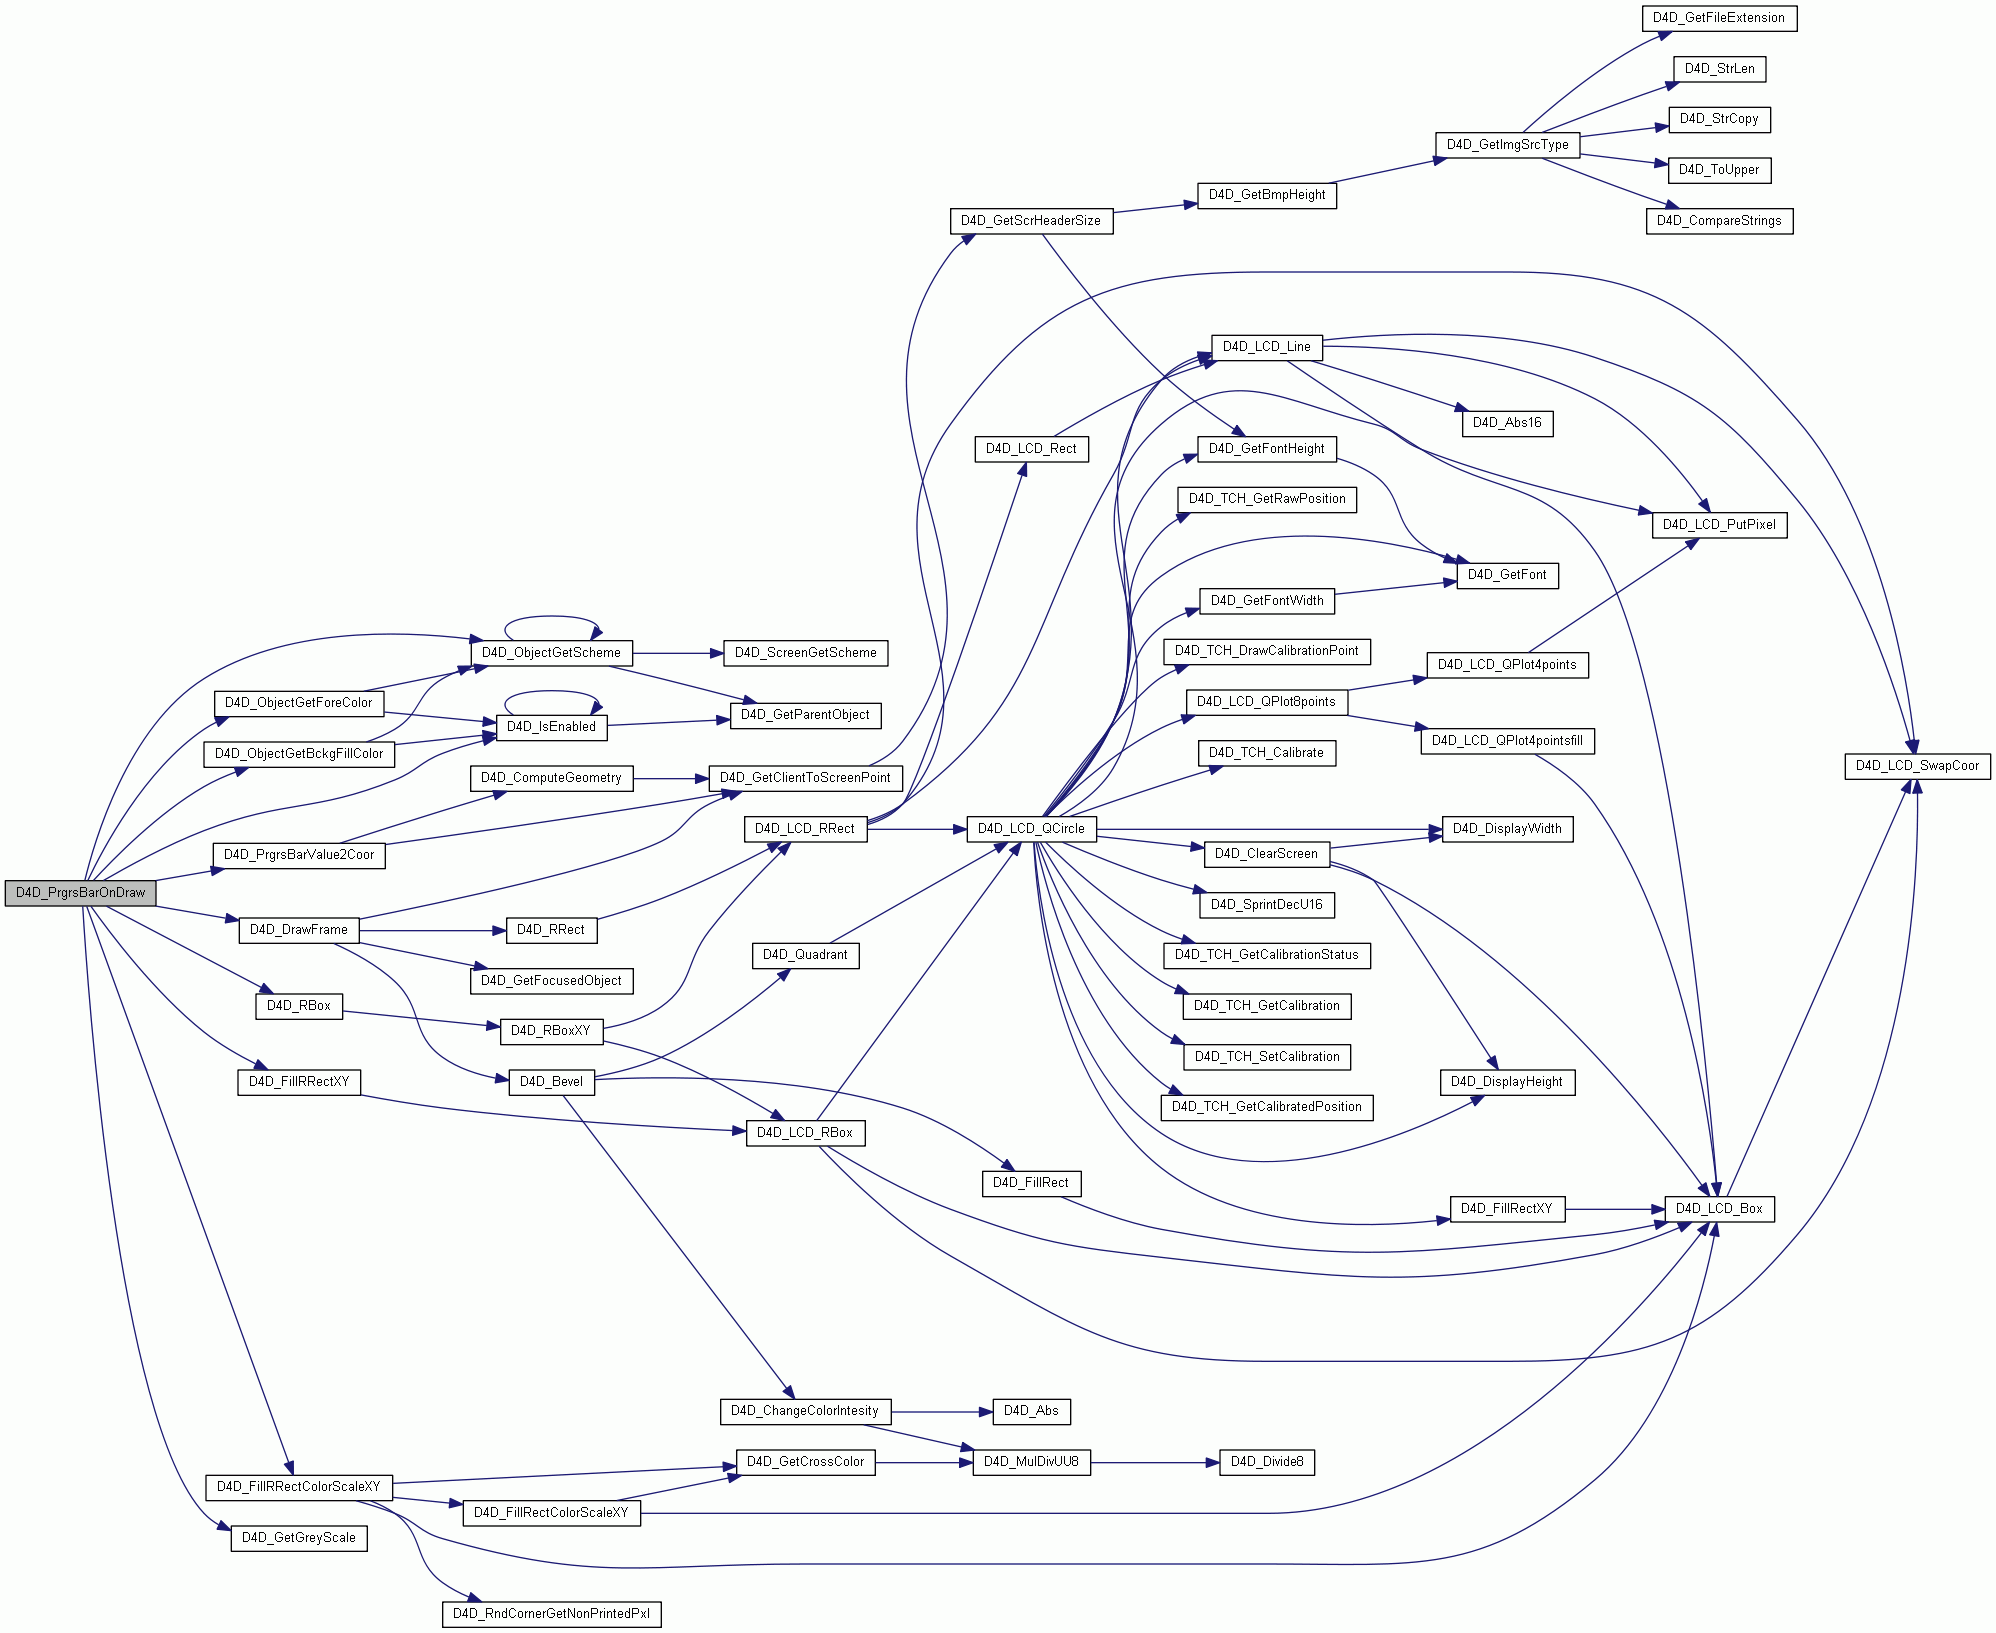 D4D_GetFileExtension
D4D_StrLen
D4D_StrCopy
D4D_GetImgSrcType
D4D_ToUpper
D4D_GetBmpHeight
D4D_GetScrHeaderSize
D4D_CompareStrings
D4D_LCD_Line
D4D_Abs16
D4D_LCD_Rect
D4D_GetFontHeight
D4D_TCH_GetRawPosition
D4D_LCD_PutPixel
D4D_GetFont
D4D_GetFontWidth
D4D_ObjectGetScheme
D4D_ScreenGetScheme
D4D_TCH_DrawCalibrationPoint
D4D_LCD_QPlot4points
D4D_ObjectGetForeColor
D4D_LCD_QPlot8points
D4D_GetParentObject
D4D_IsEnabled
D4D_LCD_QPlot4pointsfill
D4D_ObjectGetBckgFillColor
D4D_TCH_Calibrate
D4D_LCD_SwapCoor
D4D_ComputeGeometry
D4D_GetClientToScreenPoint
D4D_LCD_RRect
D4D_LCD_QCircle
D4D_DisplayWidth
D4D_PrgrsBarValue2Coor
D4D_ClearScreen
D4D_PrgrsBarOnDraw
D4D_SprintDecU16
D4D_DrawFrame
D4D_RRect
D4D_Quadrant
D4D_TCH_GetCalibrationStatus
D4D_GetFocusedObject
D4D_RBox
D4D_TCH_GetCalibration
D4D_RBoxXY
D4D_TCH_SetCalibration
D4D_FillRRectXY
D4D_Bevel
D4D_DisplayHeight
D4D_TCH_GetCalibratedPosition
D4D_LCD_RBox
D4D_FillRect
D4D_FillRectXY
D4D_LCD_Box
D4D_ChangeColorIntesity
D4D_Abs
D4D_GetCrossColor
D4D_MulDivUU8
D4D_Divide8
D4D_FillRRectColorScaleXY
D4D_FillRectColorScaleXY
D4D_GetGreyScale
D4D_RndCornerGetNonPrintedPxl